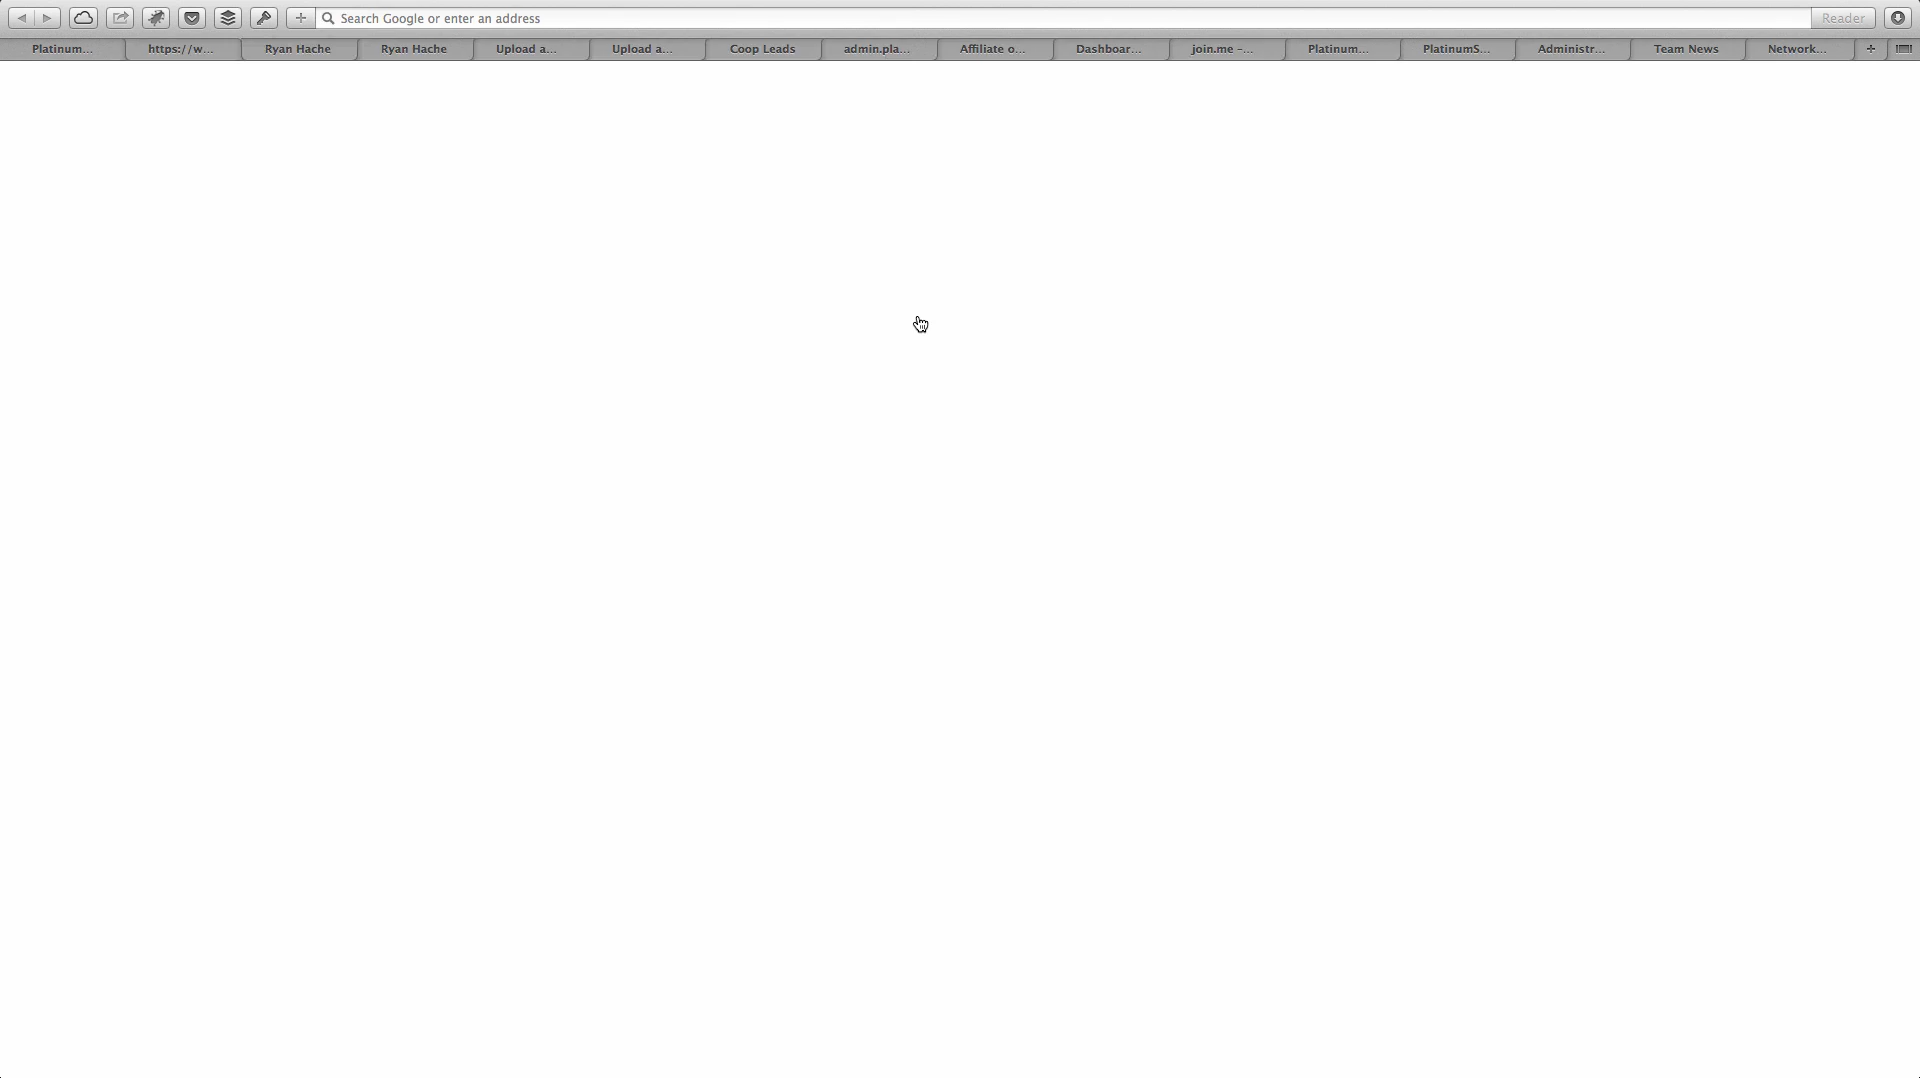 Search Google or enter an address
Reader
Platinum...
https://w...
Ryan Hache
Ryan Hache
Upload a...
Upload a...
Coop Leads
admin.pla...
Affiliate o...
Dashboar...
join.me -...
Platinum...
PlatinumS...
Administr...
Team News
Network...